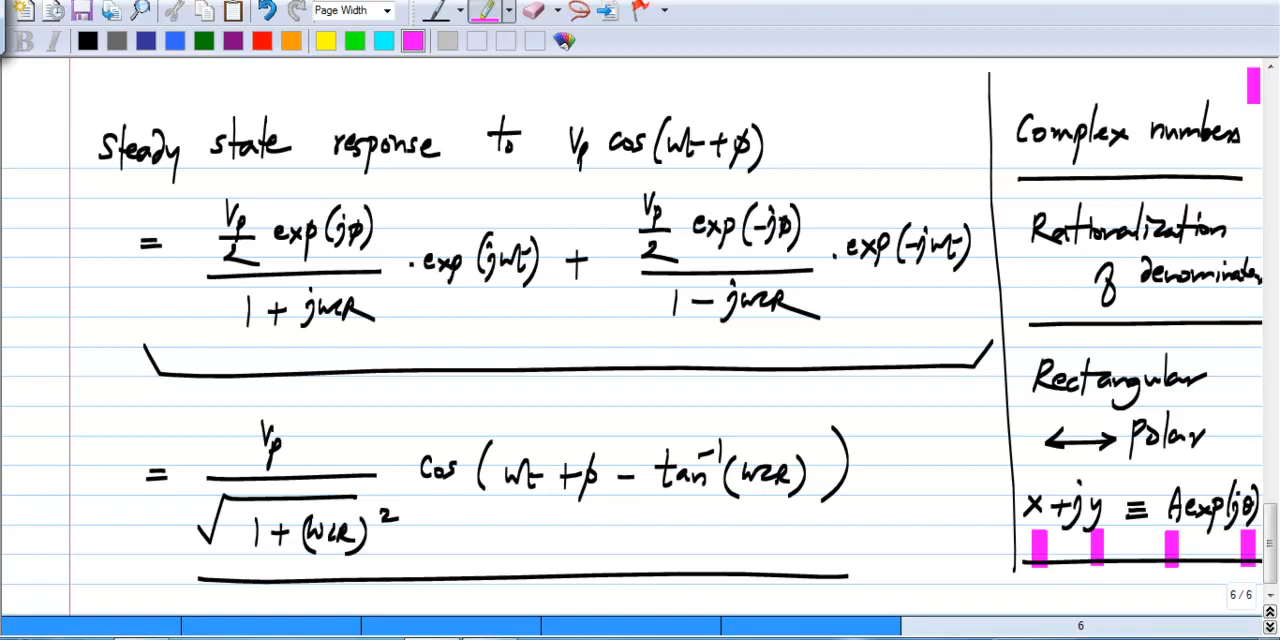 Page Width
B I
Steady state response to Vp cos(ωt + φ)
= Vp/2 exp(jφ) / 1 + jωCR · exp(jωt) + Vp/2 exp(-jφ) / 1 - jωCR · exp(-jωt)
= Vp / √1 + (ωCR)² cos(ωt + φ - tan⁻¹(ωCR))
Complex numbers
Rationalization
of denominator
Rectangular
↔ Polar
x + jy ≡ A exp(jθ)
6 / 6
6